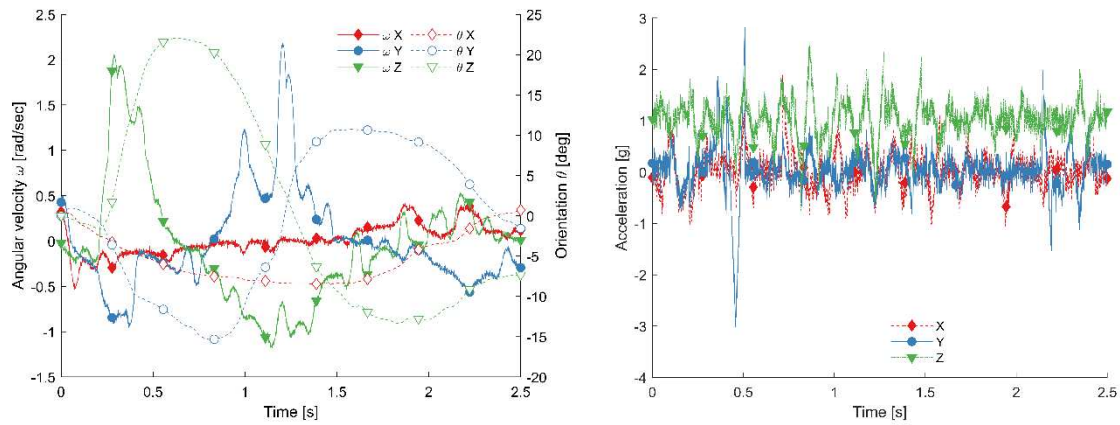 2.5
2
1.5
1
0.5
0
-0.5
-1
-1.5
Angular velocity ω [rad/sec]
ω X
ω Y
ω Z
θ X
θ Y
θ Z
25
20
15
10
5
0
-5
-10
-15
-20
Orientation θ [deg]
0
0.5
1
1.5
2
2.5
Time [s]
3
2
1
0
-1
-2
-3
-4
Acceleration [g]
X
Y
Z
0
0.5
1
1.5
2
2.5
Time [s]